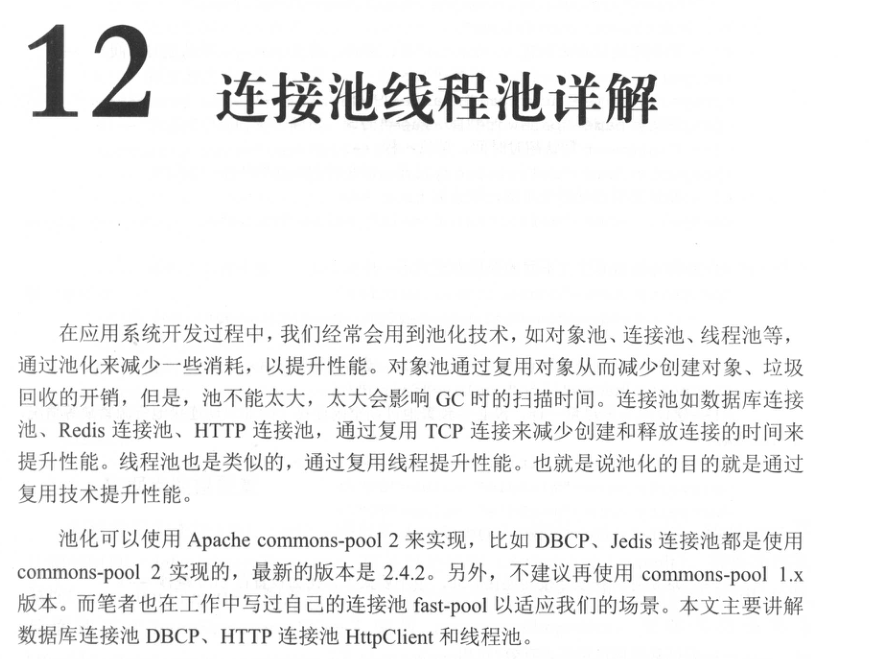 12 连接池线程池详解
在应用系统开发过程中，我们经常会用到池化技术，如对象池、连接池、线程池等，
通过池化来减少一些消耗，以提升性能。对象池通过复用对象从而减少创建对象、垃圾
回收的开销，但是，池不能太大，太大会影响 GC 时的扫描时间。连接池如数据库连接
池、Redis 连接池、HTTP 连接池，通过复用 TCP 连接来减少创建和释放连接的时间来
提升性能。线程池也是类似的，通过复用线程提升性能。也就是说池化的目的就是通过
复用技术提升性能。
池化可以使用 Apache commons-pool 2 来实现，比如 DBCP、Jedis 连接池都是使用
commons-pool 2 实现的，最新的版本是 2.4.2。另外，不建议再使用 commons-pool 1.x
版本。而笔者也在工作中写过自己的连接池 fast-pool 以适应我们的场景。本文主要讲解
数据库连接池 DBCP、HTTP 连接池 HttpClient 和线程池。